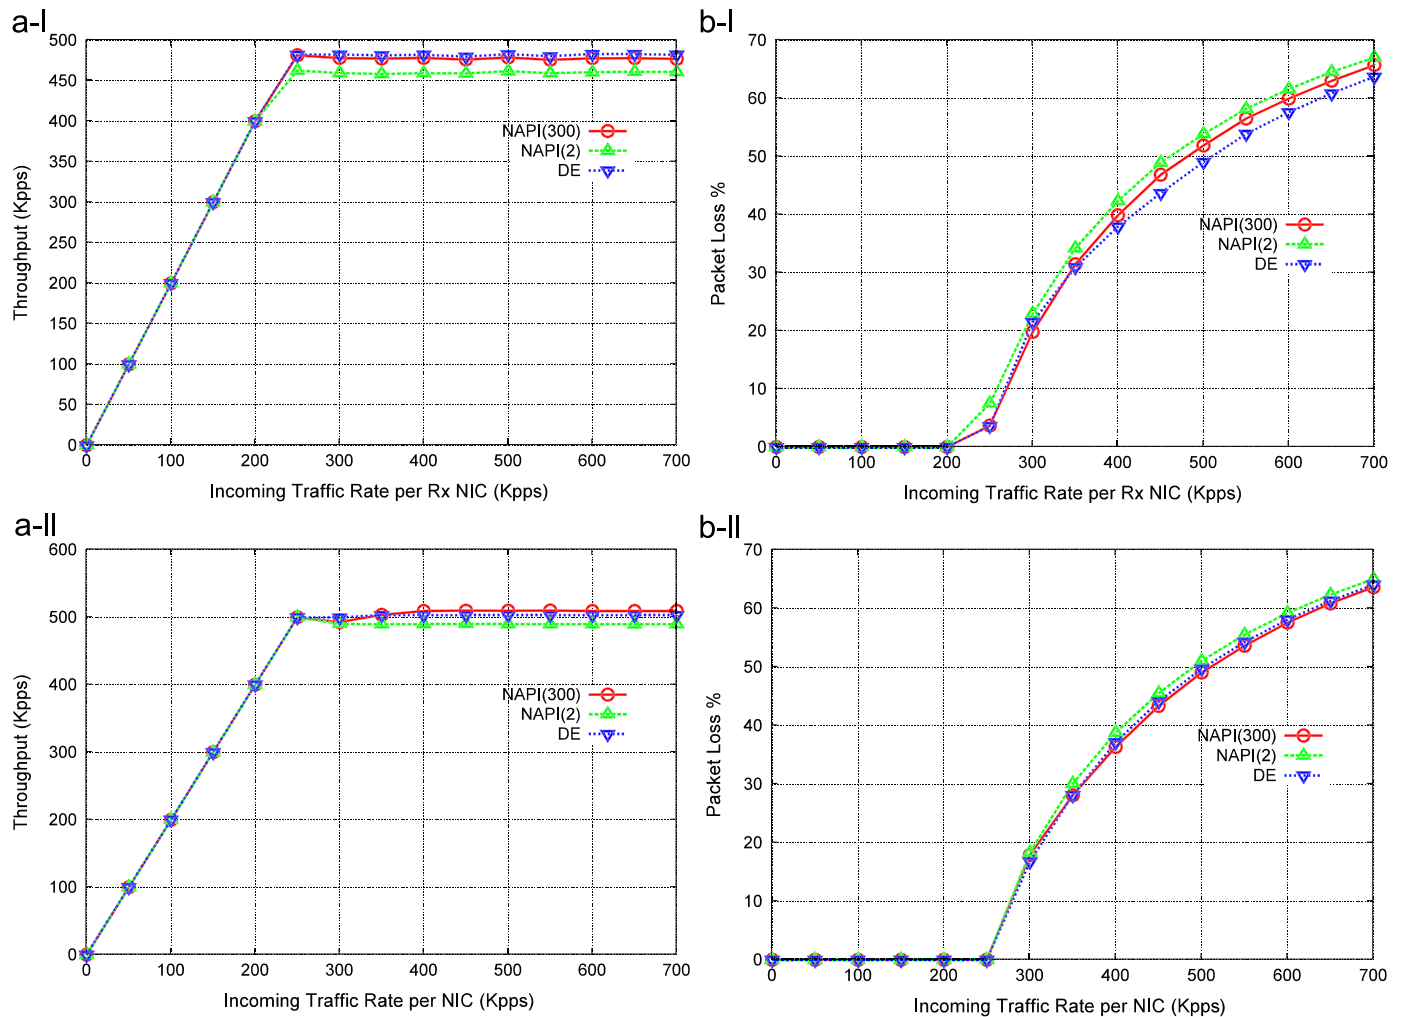 a-I
500
450
400
350
300
250
200
150
100
50
0
Throughput (Kpps)
NAPI(300)
NAPI(2)
DE
0 100 200 300 400 500 600 700
Incoming Traffic Rate per Rx NIC (Kpps)
b-I
70
60
50
40
30
20
10
0
Packet Loss %
NAPI(300)
NAPI(2)
DE
0 100 200 300 400 500 600 700
Incoming Traffic Rate per Rx NIC (Kpps)
a-II
600
500
400
300
200
100
0
Throughput (Kpps)
NAPI(300)
NAPI(2)
DE
0 100 200 300 400 500 600 700
Incoming Traffic Rate per NIC (Kpps)
b-II
70
60
50
40
30
20
10
0
Packet Loss %
NAPI(300)
NAPI(2)
DE
0 100 200 300 400 500 600 700
Incoming Traffic Rate per NIC (Kpps)